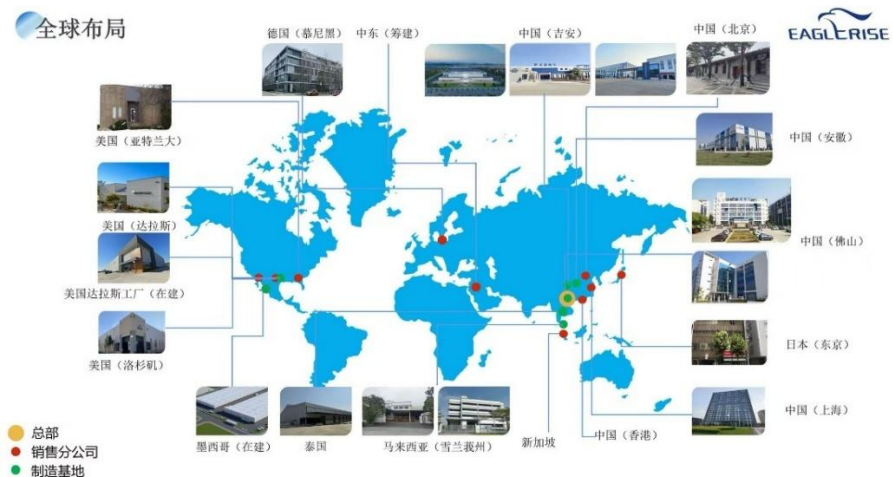 全球布局
德国（慕尼黑）
中东（筹建）
中国（吉安）
中国（北京）
EAGLERISE
美国（亚特兰大）
中国（安徽）
美国（达拉斯）
中国（佛山）
美国达拉斯工厂（在建）
美国（洛杉矶）
日本（东京）
中国（上海）
墨西哥（在建）
泰国
马来西亚（雪兰莪州）
新加坡
中国（香港）
总部
销售分公司
制造基地